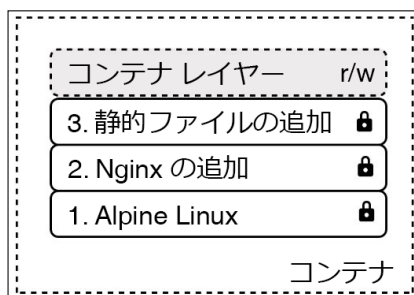 コンテナ レイヤー r/w
3. 静的ファイルの追加
2. Nginx の追加
1. Alpine Linux
コンテナ